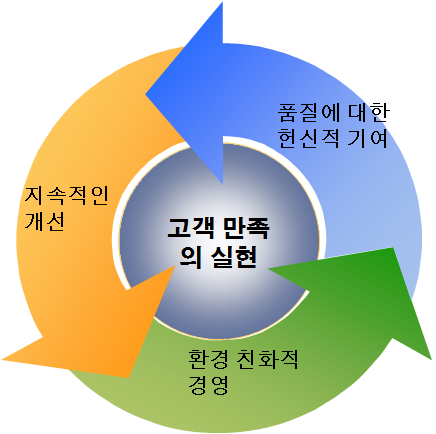 품질에 대한
헌신적 기여
지속적인
개선
고객 만족
의 실현
환경 친화적
경영